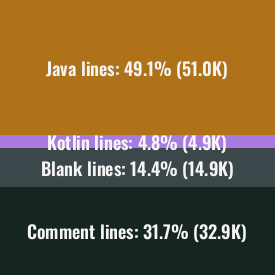 Java lines: 49.1% (51.0K)
Kotlin lines: 4.8% (4.9K)
Blank lines: 14.4% (14.9K)
Comment lines: 31.7% (32.9K)